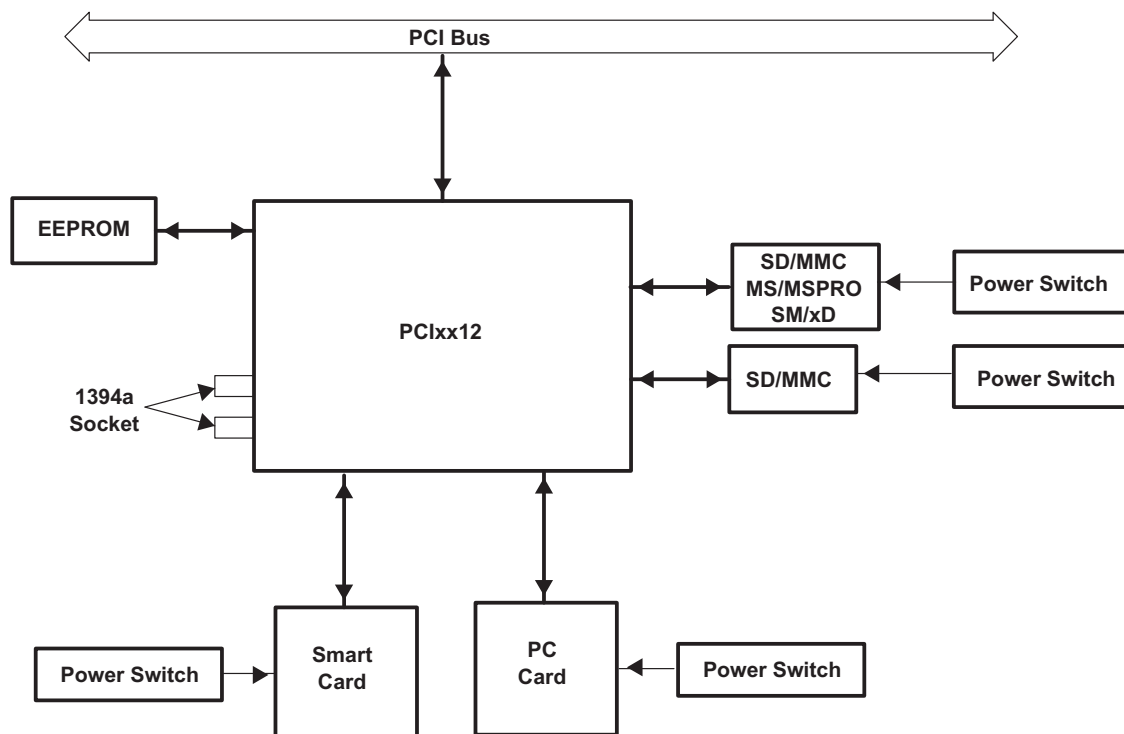 PCI Bus
EEPROM
SD/MMC
MS/MSPRO
SM/xD
Power Switch
PCIxx12
SD/MMC
Power Switch
1394a
Socket
Smart
Card
PC
Card
Power Switch
Power Switch